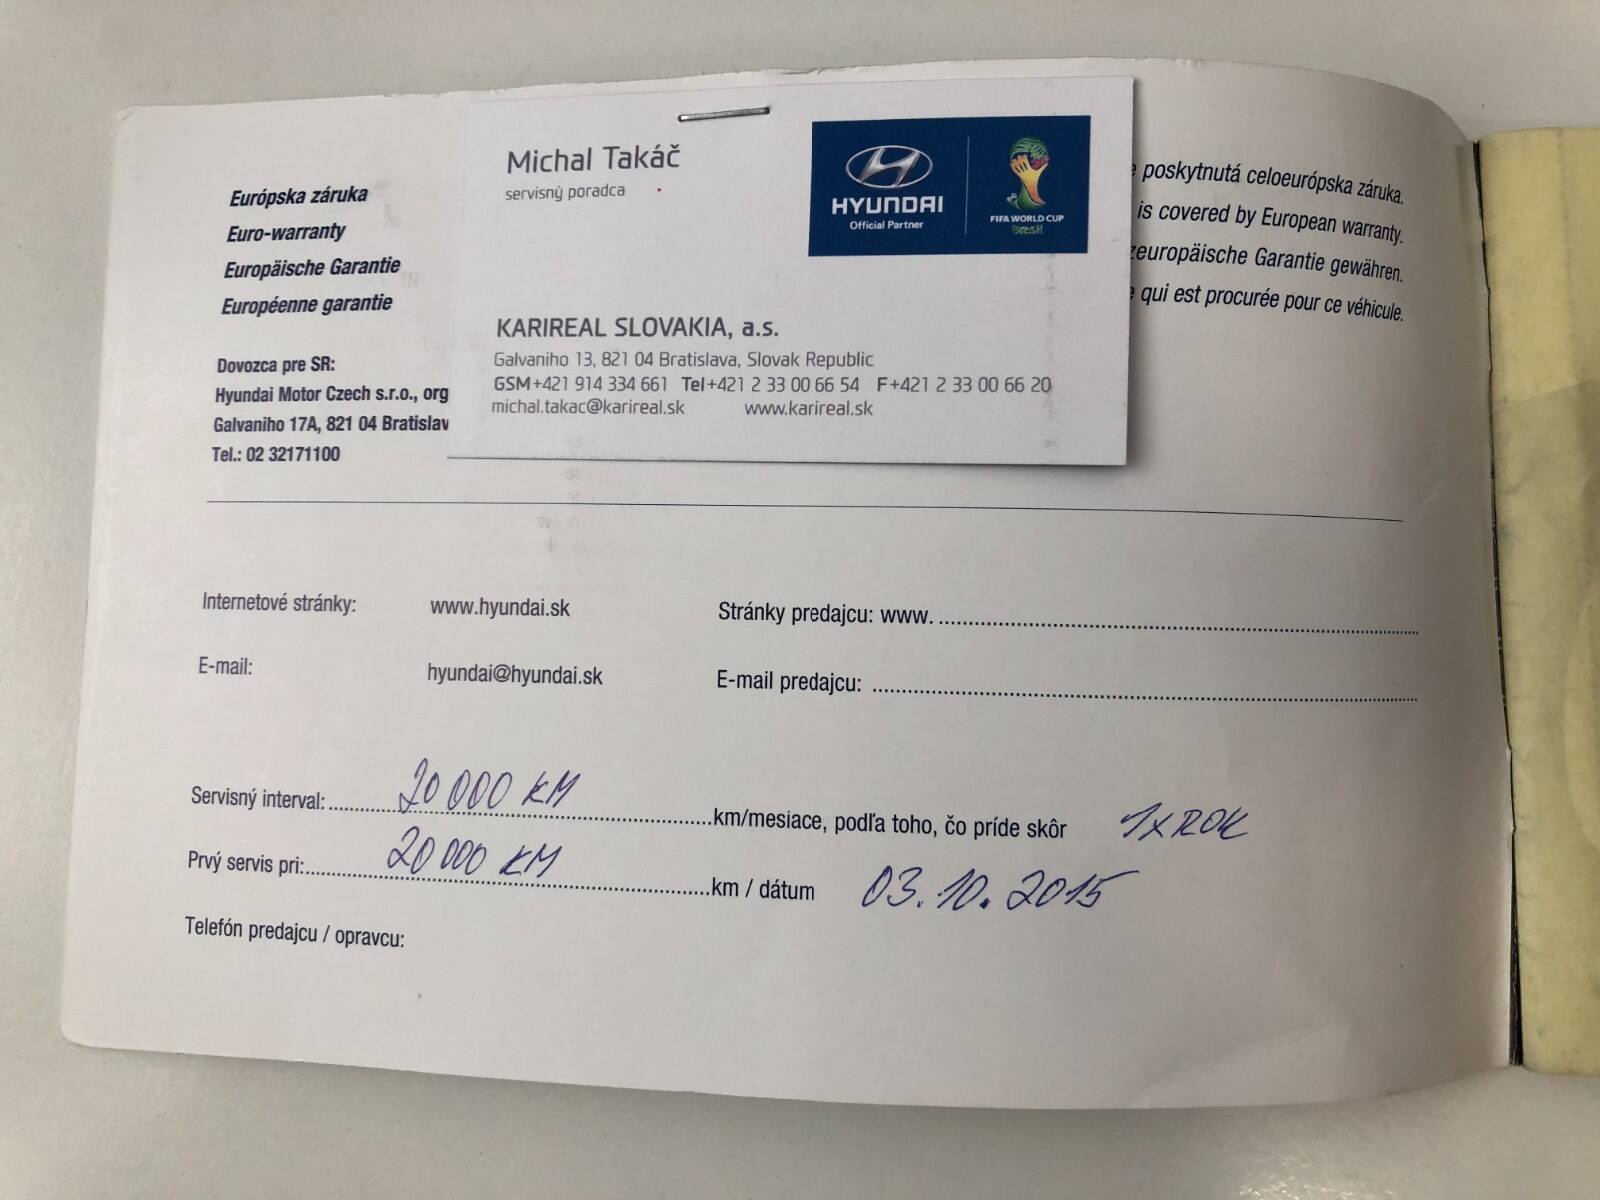 Michal Takáč
servisný poradca
HYUNDAI
Official Partner
FIFA WORLD CUP
Brasil
KARIREAL SLOVAKIA, a.s.
Galvaniho 13, 821 04 Bratislava, Slovak Republic
GSM+421 914 334 661 Tel+421 2 33 00 66 54 F+421 2 33 00 66 20
michal.takac@karireal.sk www.karireal.sk
Európska záruka
Euro-warranty
Europäische Garantie
Européenne garantie
poskytnutá celoeurópska záruka.
is covered by European warranty.
europäische Garantie gewähren.
qui est procurée pour ce véhicule.
Dovozca pre SR:
Hyundai Motor Czech s.r.o., org
Galvaniho 17A, 821 04 Bratislav
Tel.: 02 32171100
Internetové stránky: www.hyundai.sk Stránky predajcu: www.
E-mail: hyundai@hyundai.sk E-mail predajcu:
Servisný interval: 20 000 KM km/mesiace, podľa toho, čo príde skôr 1xROK
Prvý servis pri: 20 000 KM km / dátum 03.10.2015
Telefón predajcu / opravcu: